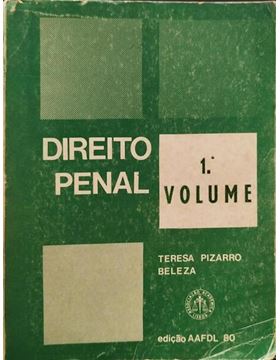 DIREITO
PENAL
1.º
VOLUME
TERESA PIZARRO
BELEZA
edição AAFDL 80